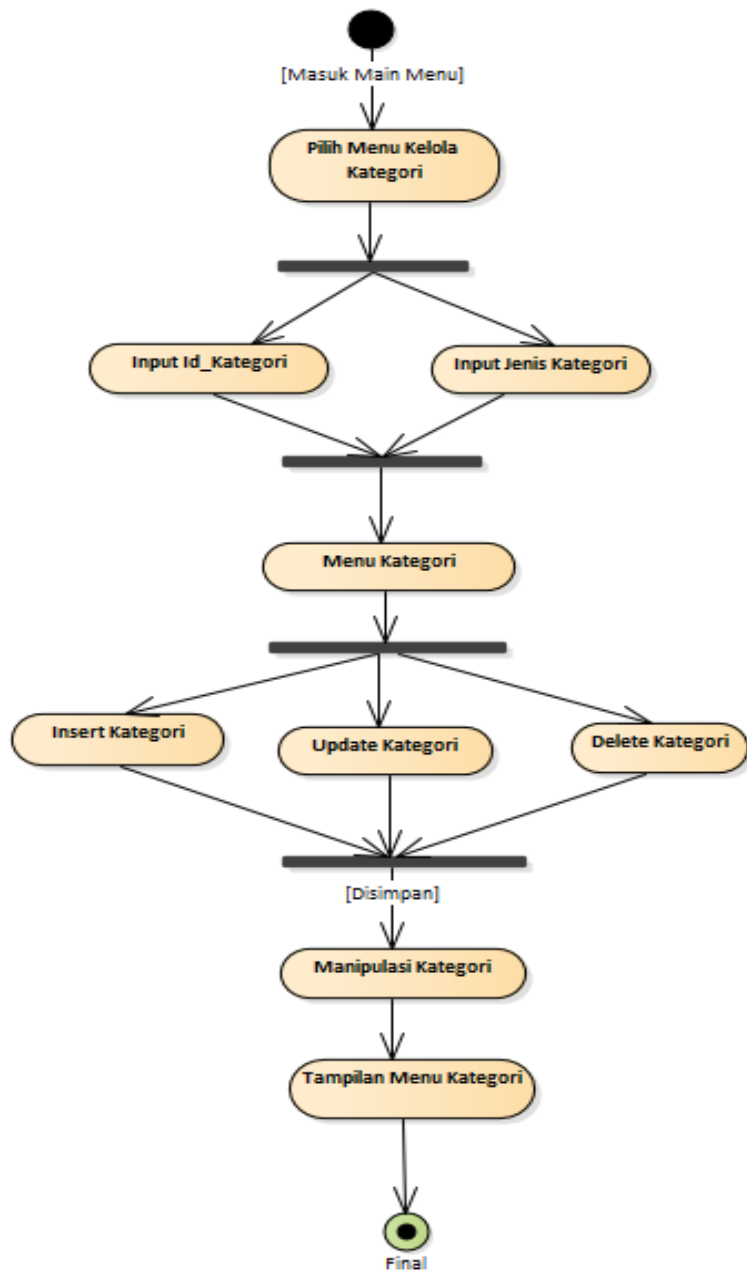 [Masuk Main Menu]
Pilih Menu Kelola
Kategori
Input Id_Kategori
Input Jenis Kategori
Menu Kategori
Insert Kategori
Update Kategori
Delete Kategori
[Disimpan]
Manipulasi Kategori
Tampilan Menu Kategori
Final